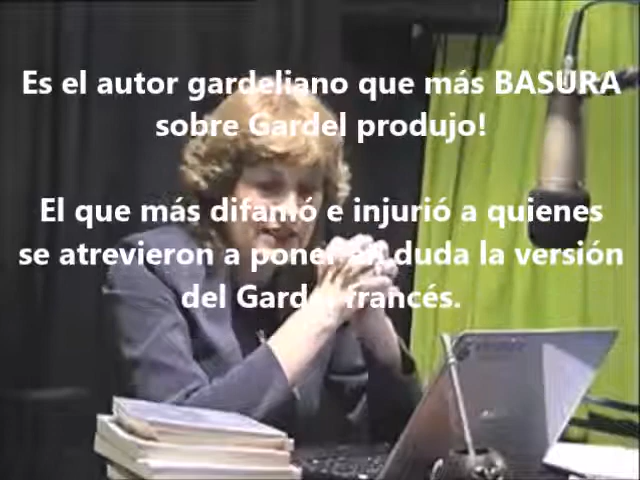 Es el autor gardeliano que más BASURA
sobre Gardel produjo!
El que más difamó e injurió a quienes
se atrevieron a poner en duda la versión
del Gardel francés.